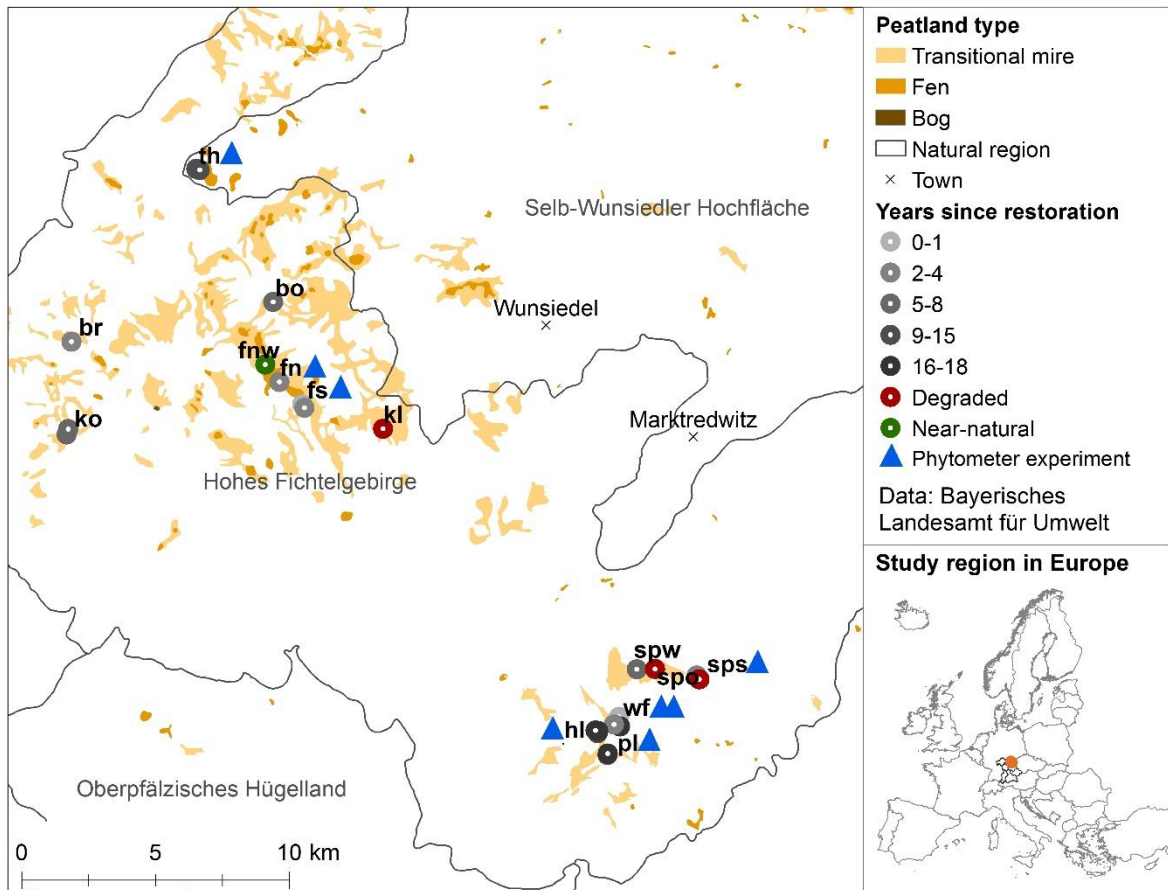 th
Selb-Wunsiedler Hochfläche
bo
Wunsiedel
br
fnw
fn
fs
kl
Marktredwitz
ko
Hohes Fichtelgebirge
spw
spo
sps
wf
hl
pl
Oberpfälzisches Hügelland
0 5 10 km
Peatland type
Transitional mire
Fen
Bog
Natural region
Town
Years since restoration
0-1
2-4
5-8
9-15
16-18
Degraded
Near-natural
Phytometer experiment
Data: Bayerisches
Landesamt für Umwelt
Study region in Europe